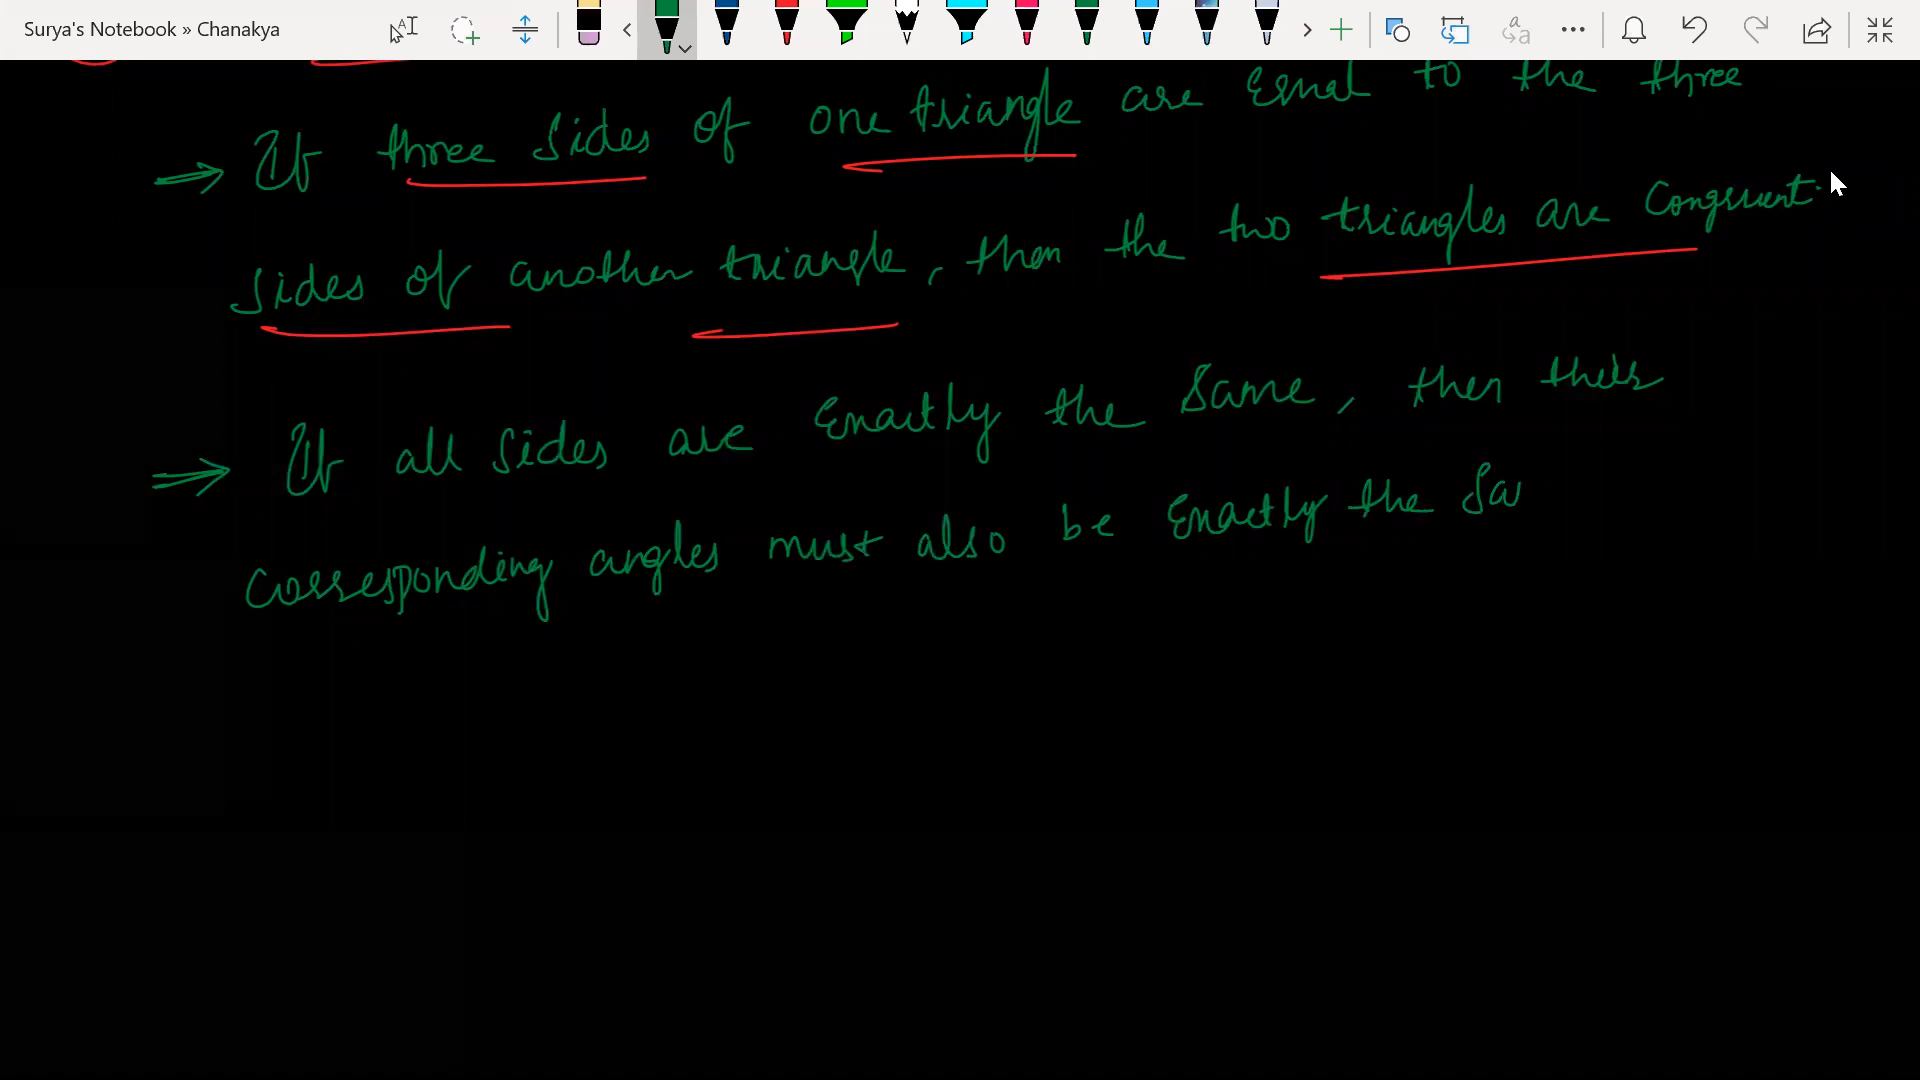 Surya's Notebook » Chanakya
⇒ If three sides of one triangle are Equal to the three
sides of another triangle, then the two triangles are Congruent.
⇒ If all sides are Exactly the Same, then their
Corresponding angles must also be Exactly the Sa